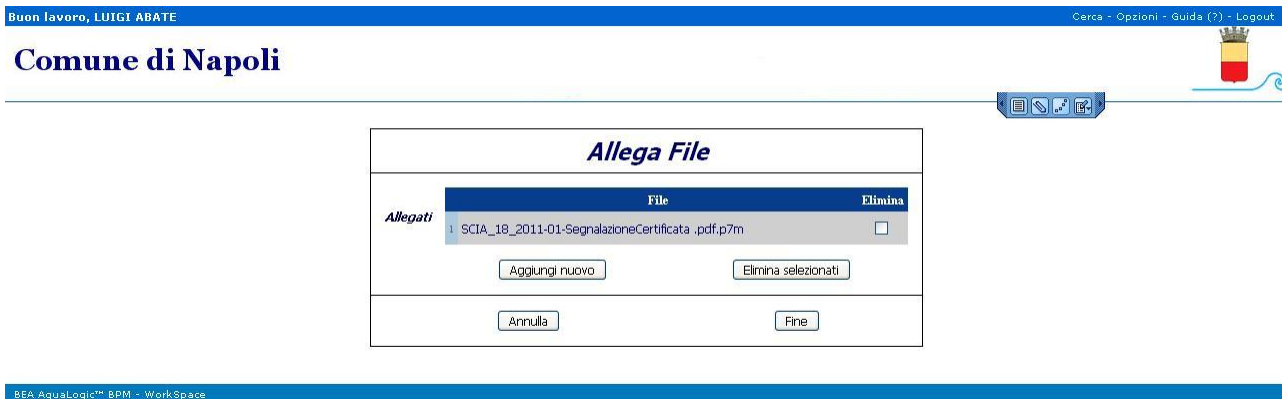 Buon lavoro, LUIGI ABATE
Cerca - Opzioni - Guida (?) - Logout
Comune di Napoli
Allega File
File Elimina
Allegati
1 SCIA_18_2011-01-SegnalazioneCertificata .pdf.p7m
Aggiungi nuovo Elimina selezionati
Annulla Fine
BEA AquaLogic™ BPM - WorkSpace